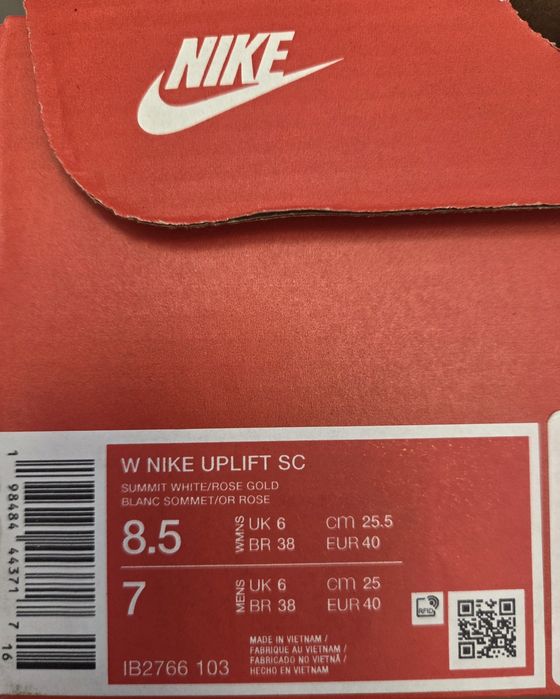 NIKE
W NIKE UPLIFT SC
SUMMIT WHITE/ROSE GOLD
BLANC SOMMET/OR ROSE
8.5 WMNS UK 6 cm 25.5
BR 38 EUR 40
7 MENS UK 6 cm 25
BR 38 EUR 40
RFID
MADE IN VIETNAM /
FABRIQUE AU VIETNAM /
FABRICADO NO VIETNÃ /
HECHO EN VIETNAM
IB2766 103
1 98484 44371 7 16